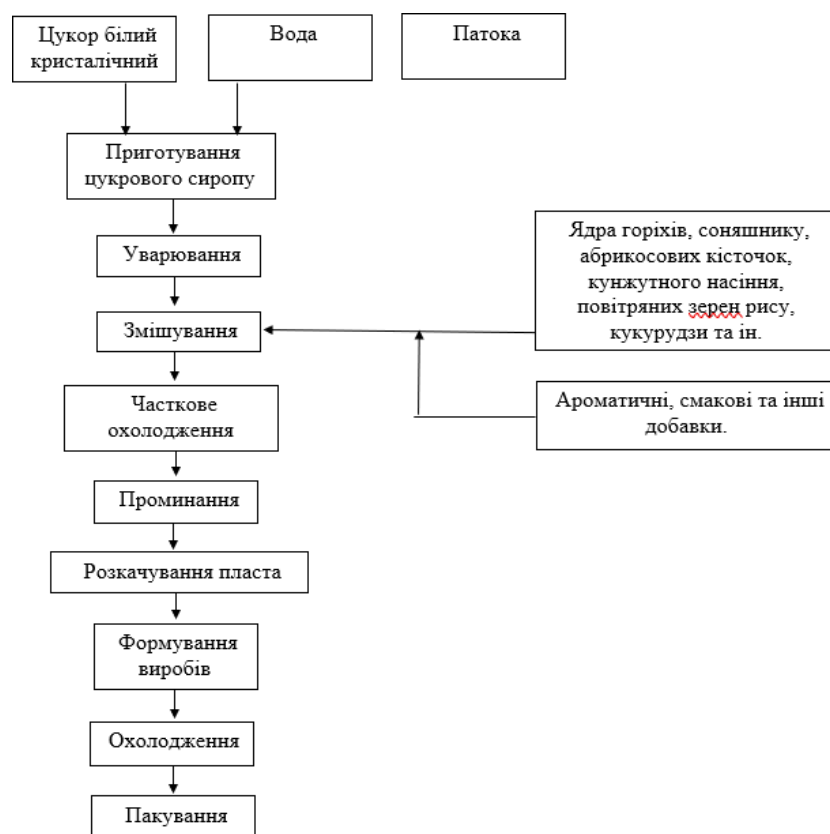 Цукор білий
кристалічний
Вода
Патока
Приготування
цукрового сиропу
Уварювання
Ядра горіхів, соняшнику,
абрикосових кісточок,
кунжутного насіння,
повітряних зерен рису,
кукурудзи та ін.
Змішування
Ароматичні, смакові та інші
добавки.
Часткове
охолодження
Проминання
Розкачування пласта
Формування
виробів
Охолодження
Пакування